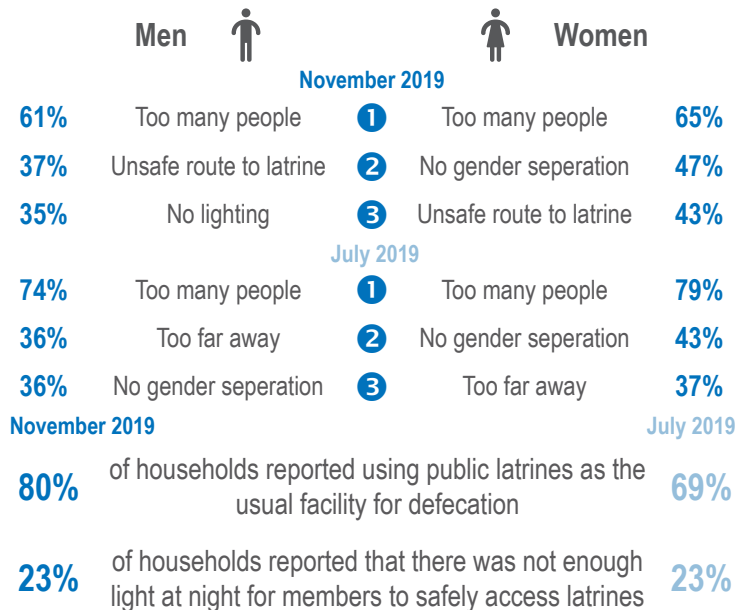 Men Women
November 2019
61% Too many people 1 Too many people 65%
37% Unsafe route to latrine 2 No gender seperation 47%
35% No lighting 3 Unsafe route to latrine 43%
July 2019
74% Too many people 1 Too many people 79%
36% Too far away 2 No gender seperation 43%
36% No gender seperation 3 Too far away 37%
November 2019 July 2019
80% of households reported using public latrines as the usual facility for defecation 69%
23% of households reported that there was not enough light at night for members to safely access latrines 23%